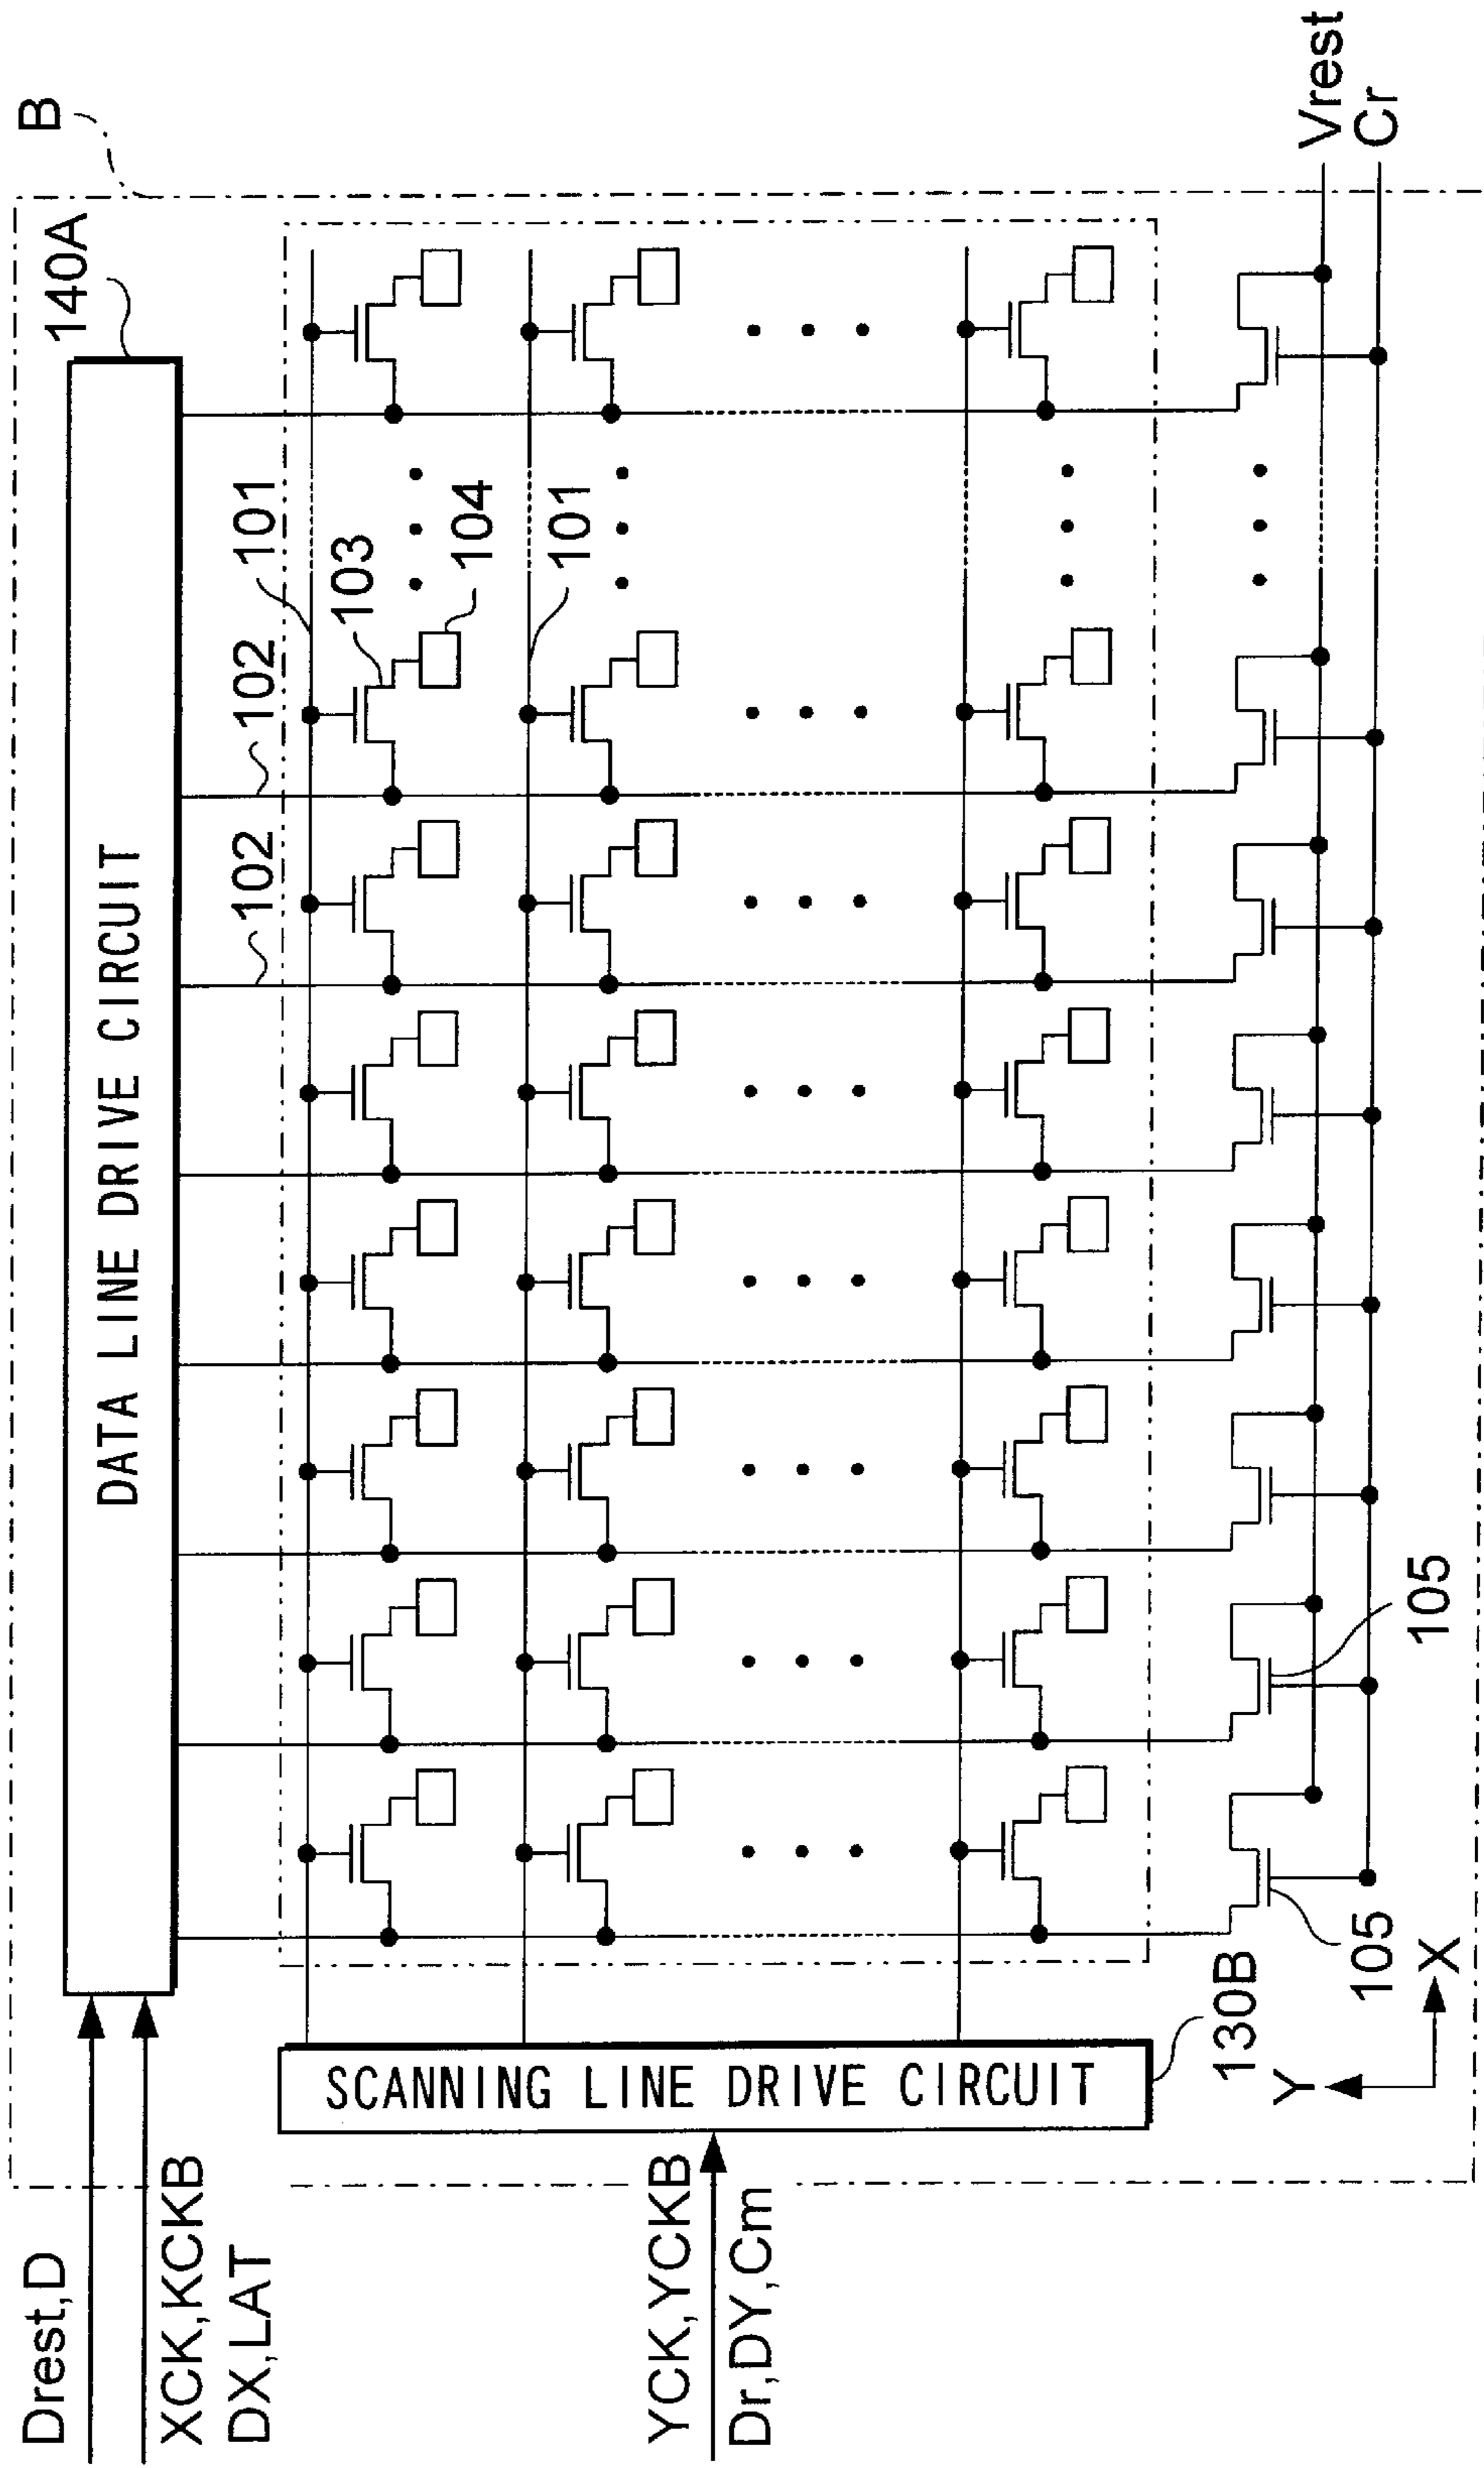 B
140A
DATA LINE DRIVE CIRCUIT
Drest,D
XCK,KCKB
DX,LAT
102
102
101
103
104
101
SCANNING LINE DRIVE CIRCUIT
YCK,YCKB
Dr,DY,Cm
130B
Y
X
105
105
Vrest
Cr